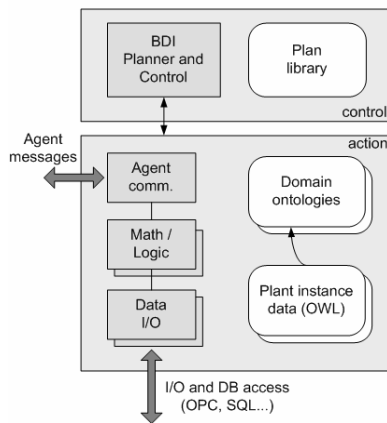 BDI
Planner and
Control
Plan
library
control
action
Agent
messages
Agent
comm.
Domain
ontologies
Math /
Logic
Data
I/O
Plant instance
data (OWL)
I/O and DB access
(OPC, SQL...)